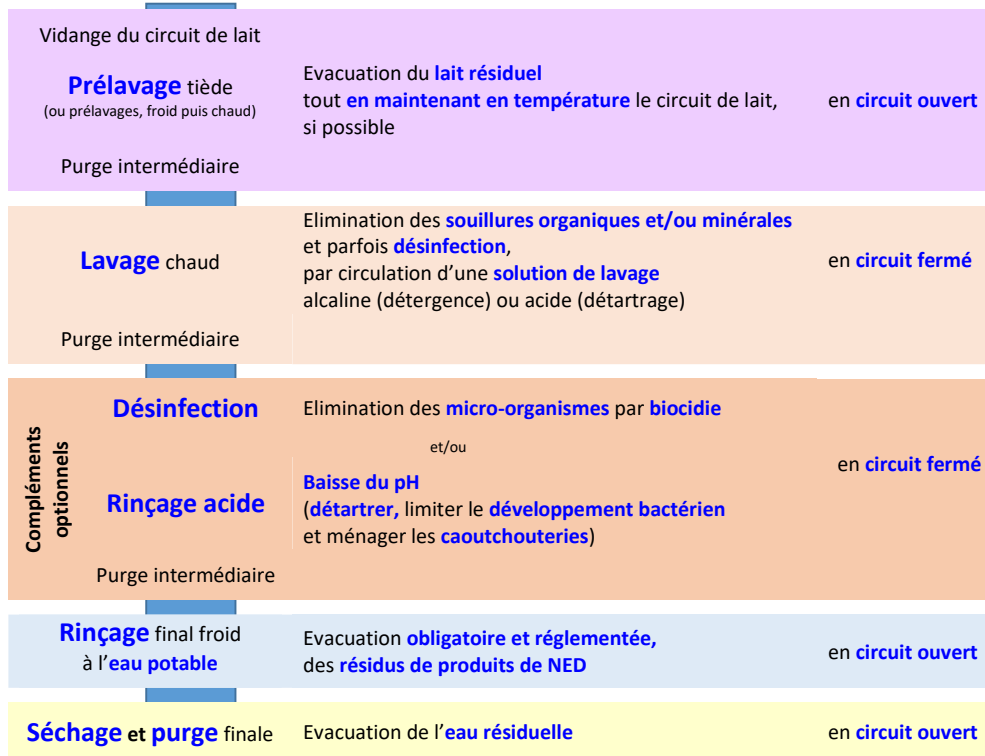 Vidange du circuit de lait
Prélavage tiède
(ou prélavages, froid puis chaud)
Purge intermédiaire
Evacuation du lait résiduel
tout en maintenant en température le circuit de lait,
si possible
en circuit ouvert
Lavage chaud
Purge intermédiaire
Elimination des souillures organiques et/ou minérales
et parfois désinfection,
par circulation d’une solution de lavage
alcaline (détergence) ou acide (détartrage)
en circuit fermé
Compléments
optionnels
Désinfection
Elimination des micro-organismes par biocidie
et/ou
Rinçage acide
Baisse du pH
(détartrer, limiter le développement bactérien
et ménager les caoutchouteries)
en circuit fermé
Purge intermédiaire
Rinçage final froid
à l’eau potable
Evacuation obligatoire et réglementée,
des résidus de produits de NED
en circuit ouvert
Séchage et purge finale
Evacuation de l’eau résiduelle
en circuit ouvert